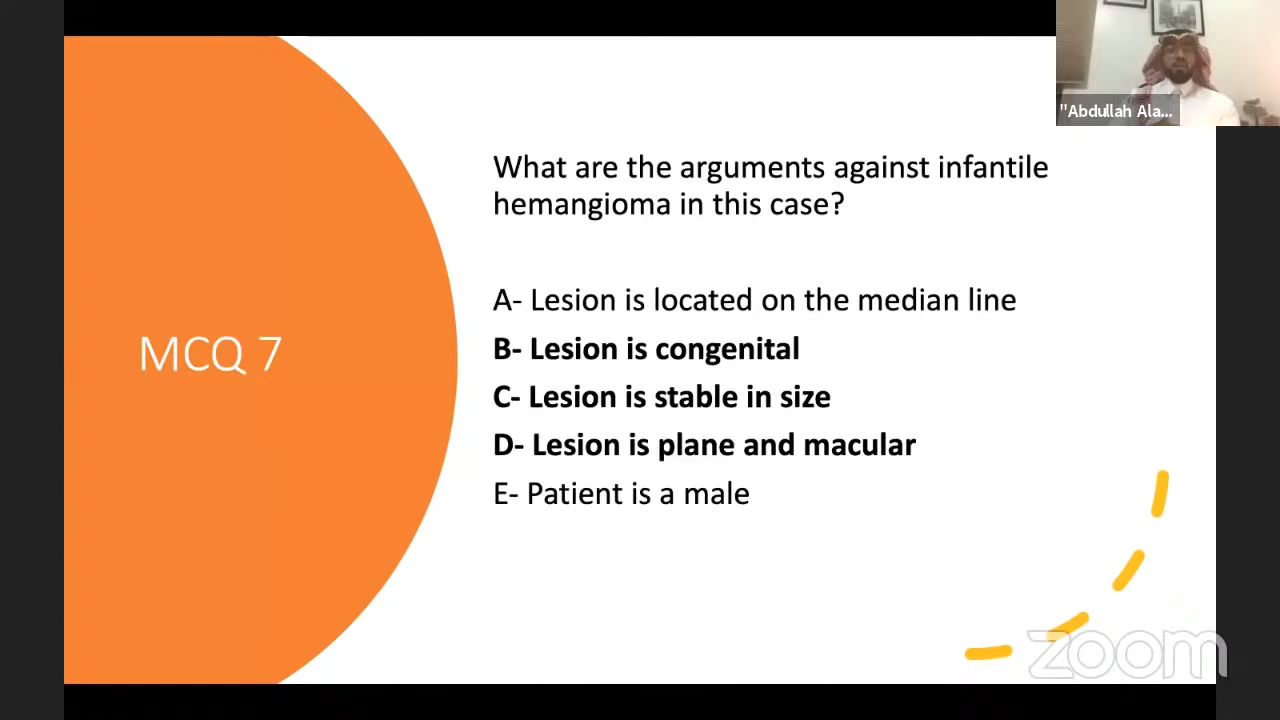 "Abdullah Ala...
What are the arguments against infantile
hemangioma in this case?
MCQ 7
A- Lesion is located on the median line
B- Lesion is congenital
C- Lesion is stable in size
D- Lesion is plane and macular
E- Patient is a male
zoom